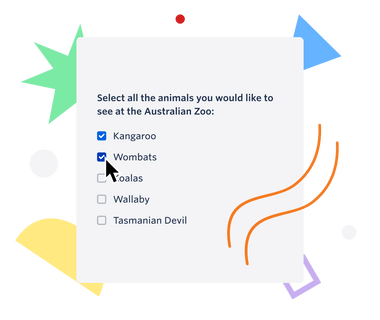 Select all the animals you would like to
see at the Australian Zoo:
Kangaroo
Wombats
Koalas
Wallaby
Tasmanian Devil